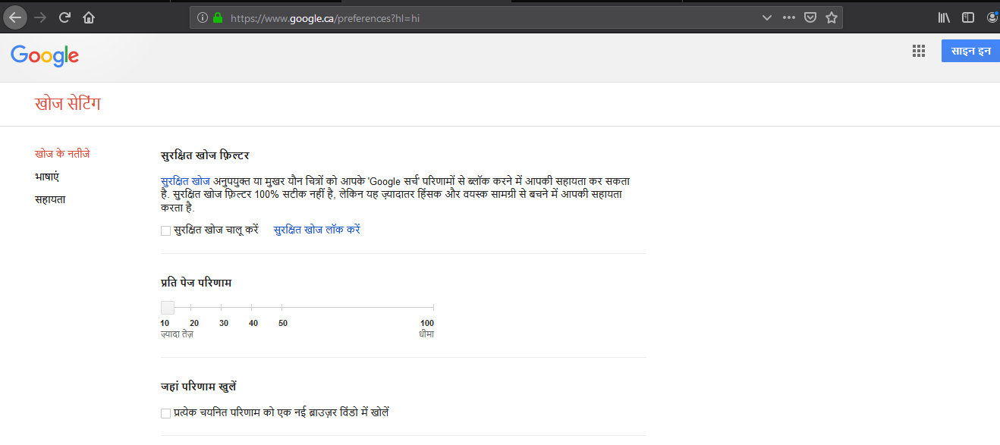 https://www.google.ca/preferences?hl=hi
Google
साइन इन
खोज सेटिंग
खोज के नतीजे
भाषाएं
सहायता
सुरक्षित खोज फ़िल्टर
सुरक्षित खोज अनुपयुक्त या मुखर यौन चित्रों को आपके 'Google सर्च' परिणामों से ब्लॉक करने में आपकी सहायता कर सकता
है. सुरक्षित खोज फ़िल्टर 100% सटीक नहीं है, लेकिन यह ज़्यादातर हिंसक और वयस्क सामग्री से बचने में आपकी सहायता
करता है.
सुरक्षित खोज चालू करें सुरक्षित खोज लॉक करें
प्रति पेज परिणाम
10 20 30 40 50 100
ज़्यादा तेज़ धीमा
जहां परिणाम खुलें
प्रत्येक चयनित परिणाम को एक नई ब्राउज़र विंडो में खोलें